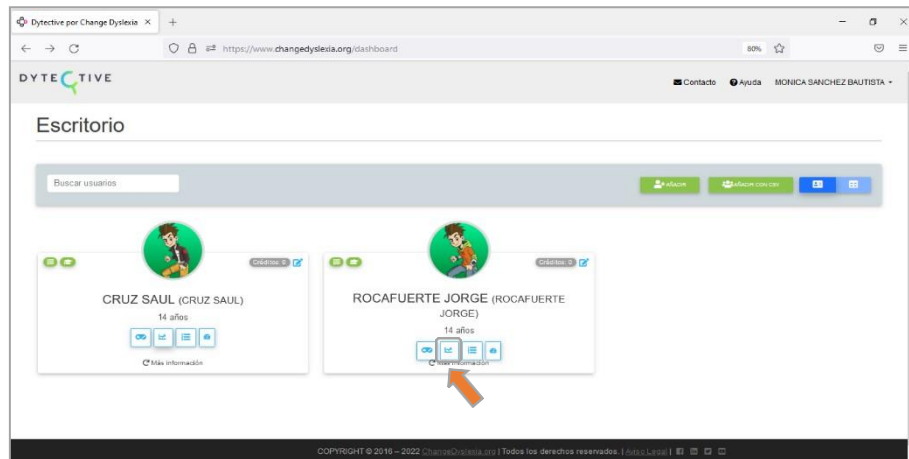 Dytective por Change Dyslexia × +
https://www.changedyslexia.org/dashboard 80%
DYTECTIVE
Contacto Ayuda MONICA SANCHEZ BAUTISTA
Escritorio
Buscar usuarios
AÑADIR AÑADIR CON CSV
Créditos: 0 Créditos: 0
CRUZ SAUL (CRUZ SAUL)
14 años
Más información
ROCAFUERTE JORGE (ROCAFUERTE
JORGE)
14 años
Más información
COPYRIGHT © 2016 – 2022 ChangeDyslexia.org | Todos los derechos reservados. | Aviso Legal |